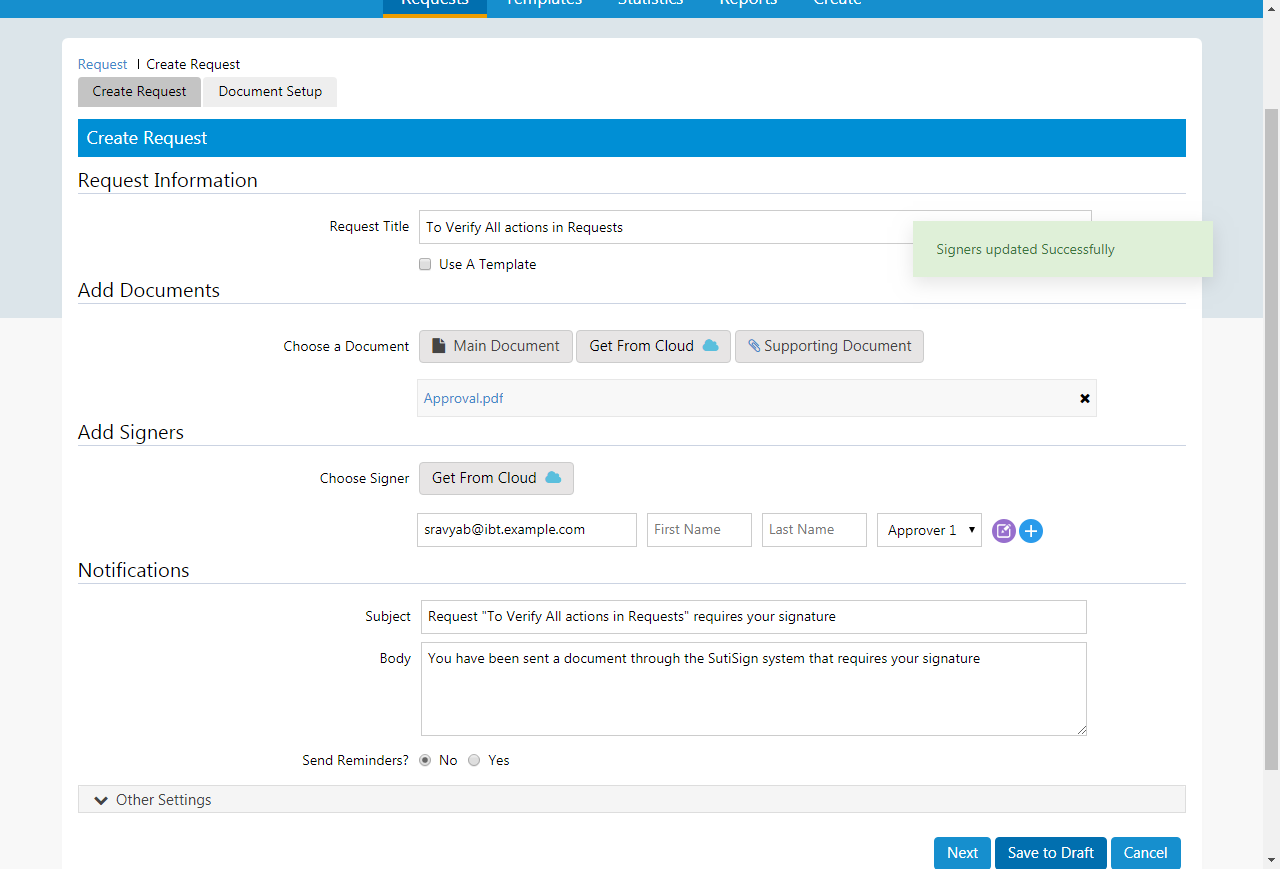 Requests Templates Statistics Reports Create
Request | Create Request
Create Request Document Setup
Create Request
Request Information
Request Title To Verify All actions in Requests
Signers updated Successfully
Use A Template
Add Documents
Choose a Document Main Document Get From Cloud Supporting Document
Approval.pdf
Add Signers
Choose Signer Get From Cloud
sravyab@ibt.example.com First Name Last Name Approver 1
Notifications
Subject Request "To Verify All actions in Requests" requires your signature
Body You have been sent a document through the SutiSign system that requires your signature
Send Reminders? No Yes
Other Settings
Next Save to Draft Cancel